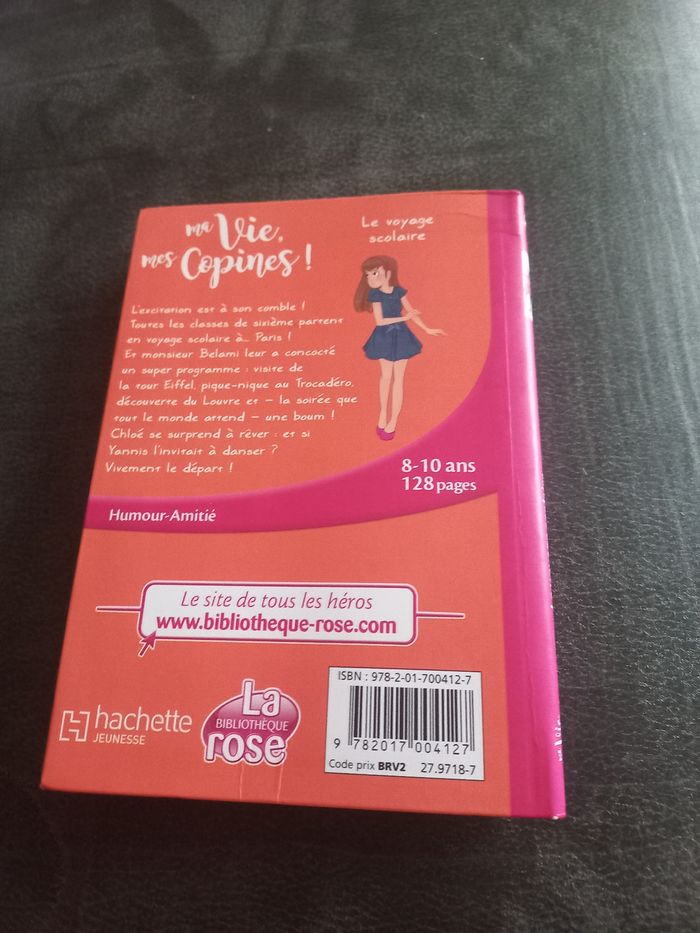 ma Vie,
mes Copines !
Le voyage
scolaire
L'excitation est à son comble !
Toutes les classes de sixième partent
en voyage scolaire à... Paris !
Et monsieur Belami leur a concocté
un super programme : visite de
la tour Eiffel, pique-nique au Trocadéro,
découverte du Louvre et – la soirée que
tout le monde attend – une boum !
Chloé se surprend à rêver : et si
Yannis l'invitait à danser ?
Vivement le départ !
8-10 ans
128 pages
Humour-Amitié
Le site de tous les héros
www.bibliotheque-rose.com
hachette
JEUNESSE
La
BIBLIOTHÈQUE
rose
ISBN : 978-2-01-700412-7
9 782017 004127
Code prix BRV2 27.9718-7